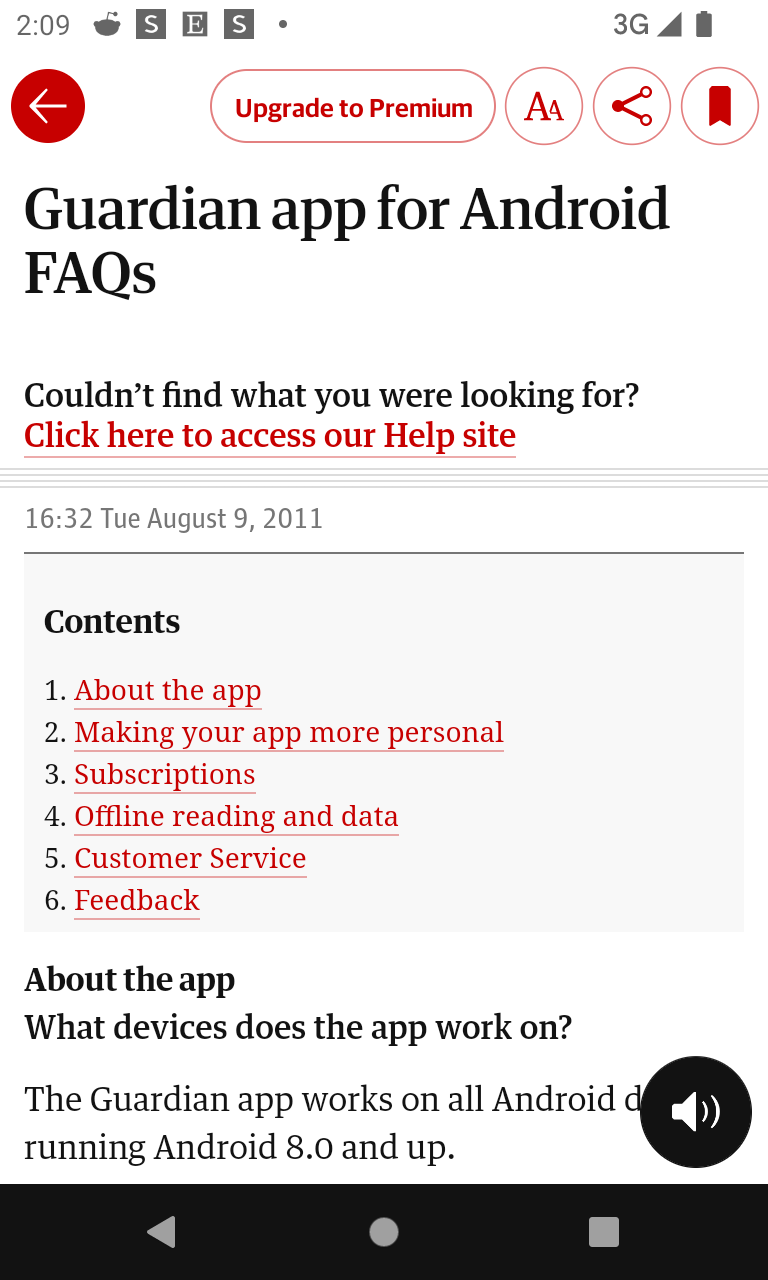 2:09 S E S 3G
Upgrade to Premium AA
Guardian app for Android
FAQs
Couldn’t find what you were looking for?
Click here to access our Help site
16:32 Tue August 9, 2011
Contents
1. About the app
2. Making your app more personal
3. Subscriptions
4. Offline reading and data
5. Customer Service
6. Feedback
About the app
What devices does the app work on?
The Guardian app works on all Android
running Android 8.0 and up.